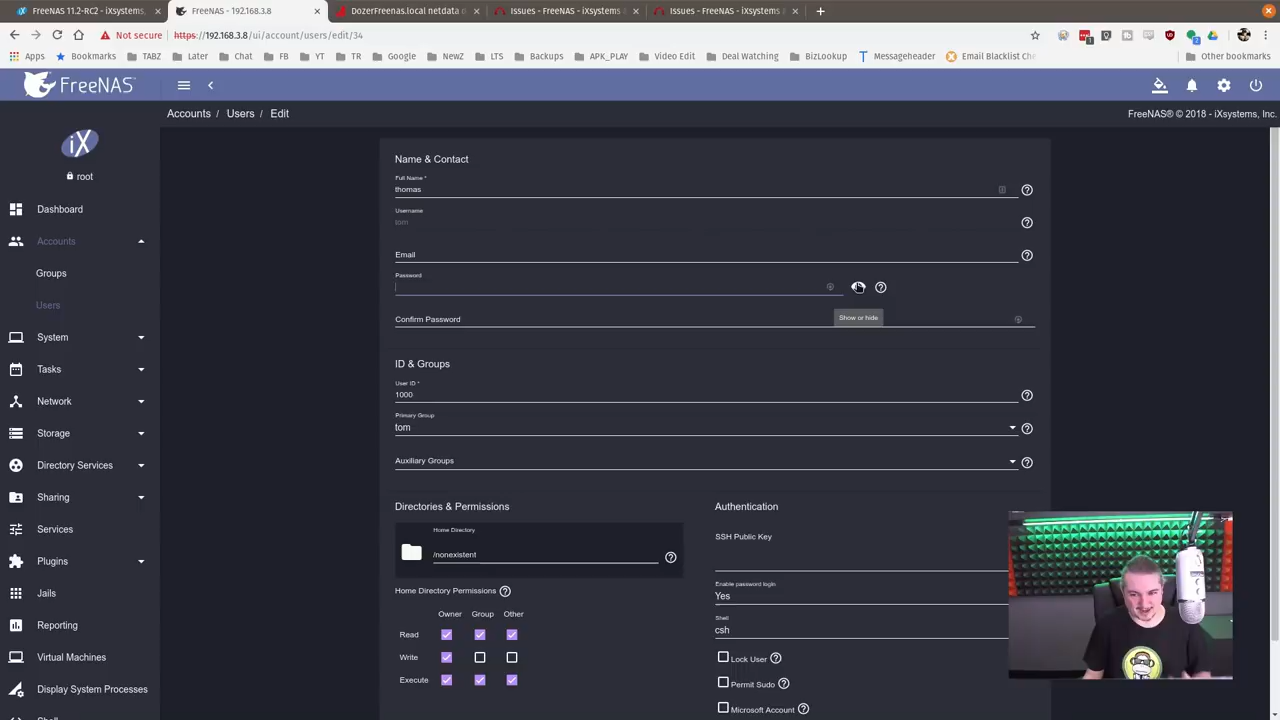 FreeNAS 11.2-RC2 - iXsystems,
FreeNAS - 192.168.3.8
DozerFreenas.local netdata
Issues - FreeNAS - iXsystems
Issues - FreeNAS - iXsystems
Not secure
https://192.168.3.8/ui/account/users/edit/34
Apps
Bookmarks
TABZ
Later
Chat
FB
YT
TR
Google
NewZ
LTS
Backups
APK_/34
Video Edit
Deal Watching
BizLookup
Messageheader
Email Blacklist Che
Other bookmarks
FreeNAS
Accounts / Users / Edit
FreeNAS® © 2018 - iXsystems, Inc.
iX
root
Dashboard
Accounts
Groups
Users
System
Tasks
Network
Storage
Directory Services
Sharing
Services
Plugins
Jails
Reporting
Virtual Machines
Display System Processes
Shell
Name & Contact
Full Name *
thomas
Username
tom
Email
Password
Show or hide
Confirm Password
ID & Groups
User ID *
1000
Primary Group
tom
Auxiliary Groups
Directories & Permissions
Home Directory
/nonexistent
Home Directory Permissions
Owner Group Other
Read
Write
Execute
Authentication
SSH Public Key
Enable password login
Yes
Shell
csh
Lock User
Permit Sudo
Microsoft Account